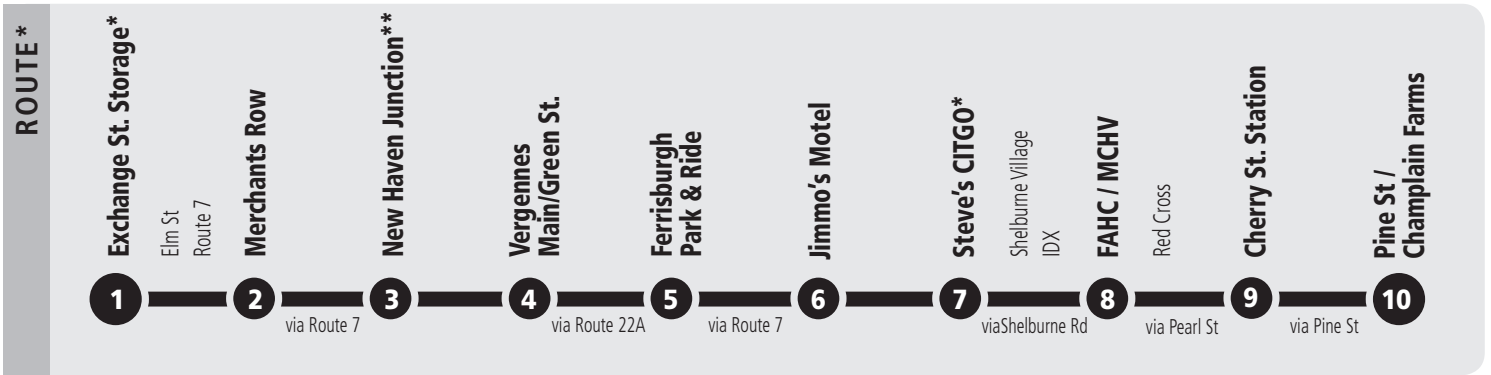 ROUTE*
Exchange St. Storage*
Elm St
Route 7
Merchants Row
New Haven Junction**
Vergennes
Main/Green St.
Ferrisburgh
Park & Ride
Jimmo's Motel
Steve's CITGO*
Shelburne Village
IDX
FAHC / MCHV
Red Cross
Cherry St. Station
Pine St /
Champlain Farms
1
2
3
4
5
6
7
8
9
10
via Route 7
via Route 22A
via Route 7
viaShelburne Rd
via Pearl St
via Pine St